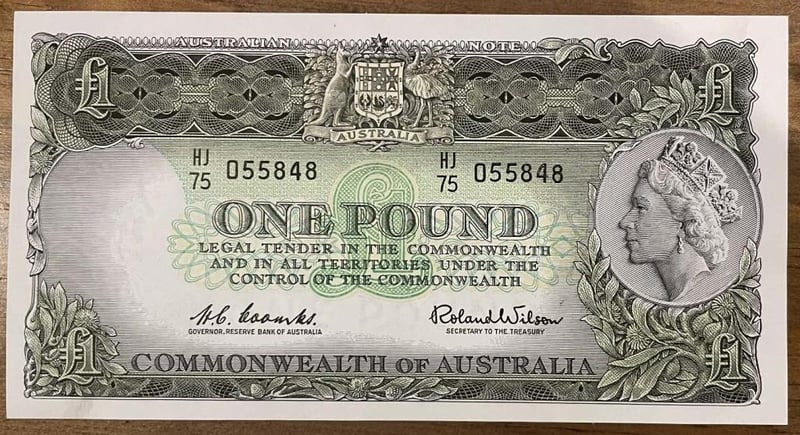 AUSTRALIAN NOTE
£1 £1
AUSTRALIA
HJ 75 055848 HJ 75 055848
£
ONE POUND
LEGAL TENDER IN THE COMMONWEALTH
AND IN ALL TERRITORIES UNDER THE
CONTROL OF THE COMMONWEALTH
H.C. Coombs. Roland Wilson
GOVERNOR, RESERVE BANK OF AUSTRALIA SECRETARY TO THE TREASURY
£1 £1
COMMONWEALTH OF AUSTRALIA